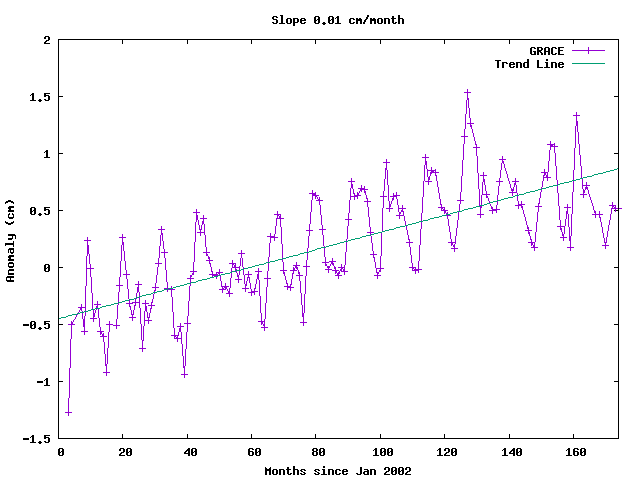 Slope 0.01 cm/month
2
1.5
1
0.5
0
-0.5
-1
-1.5
Anomaly (cm)
GRACE
Trend Line
0 20 40 60 80 100 120 140 160
Months since Jan 2002